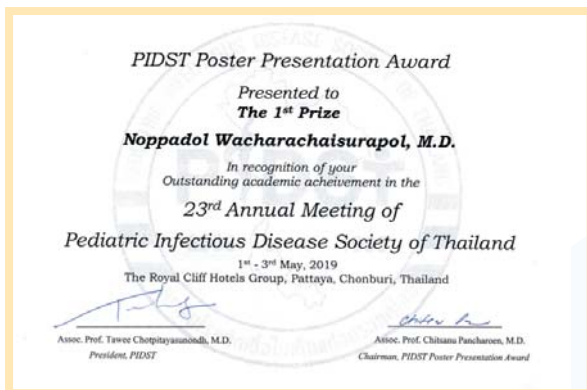 PIDST Poster Presentation Award
Presented to
The 1st Prize
Noppadol Wacharachaisurapol, M.D.
In recognition of your
Outstanding academic acheivement in the
23rd Annual Meeting of
Pediatric Infectious Disease Society of Thailand
1st - 3rd May, 2019
The Royal Cliff Hotels Group, Pattaya, Chonburi, Thailand
Assoc. Prof. Tawee Chotpitayasunondh, M.D.
President, PIDST
Assoc. Prof. Chitsanu Pancharoen, M.D.
Chairman, PIDST Poster Presentation Award